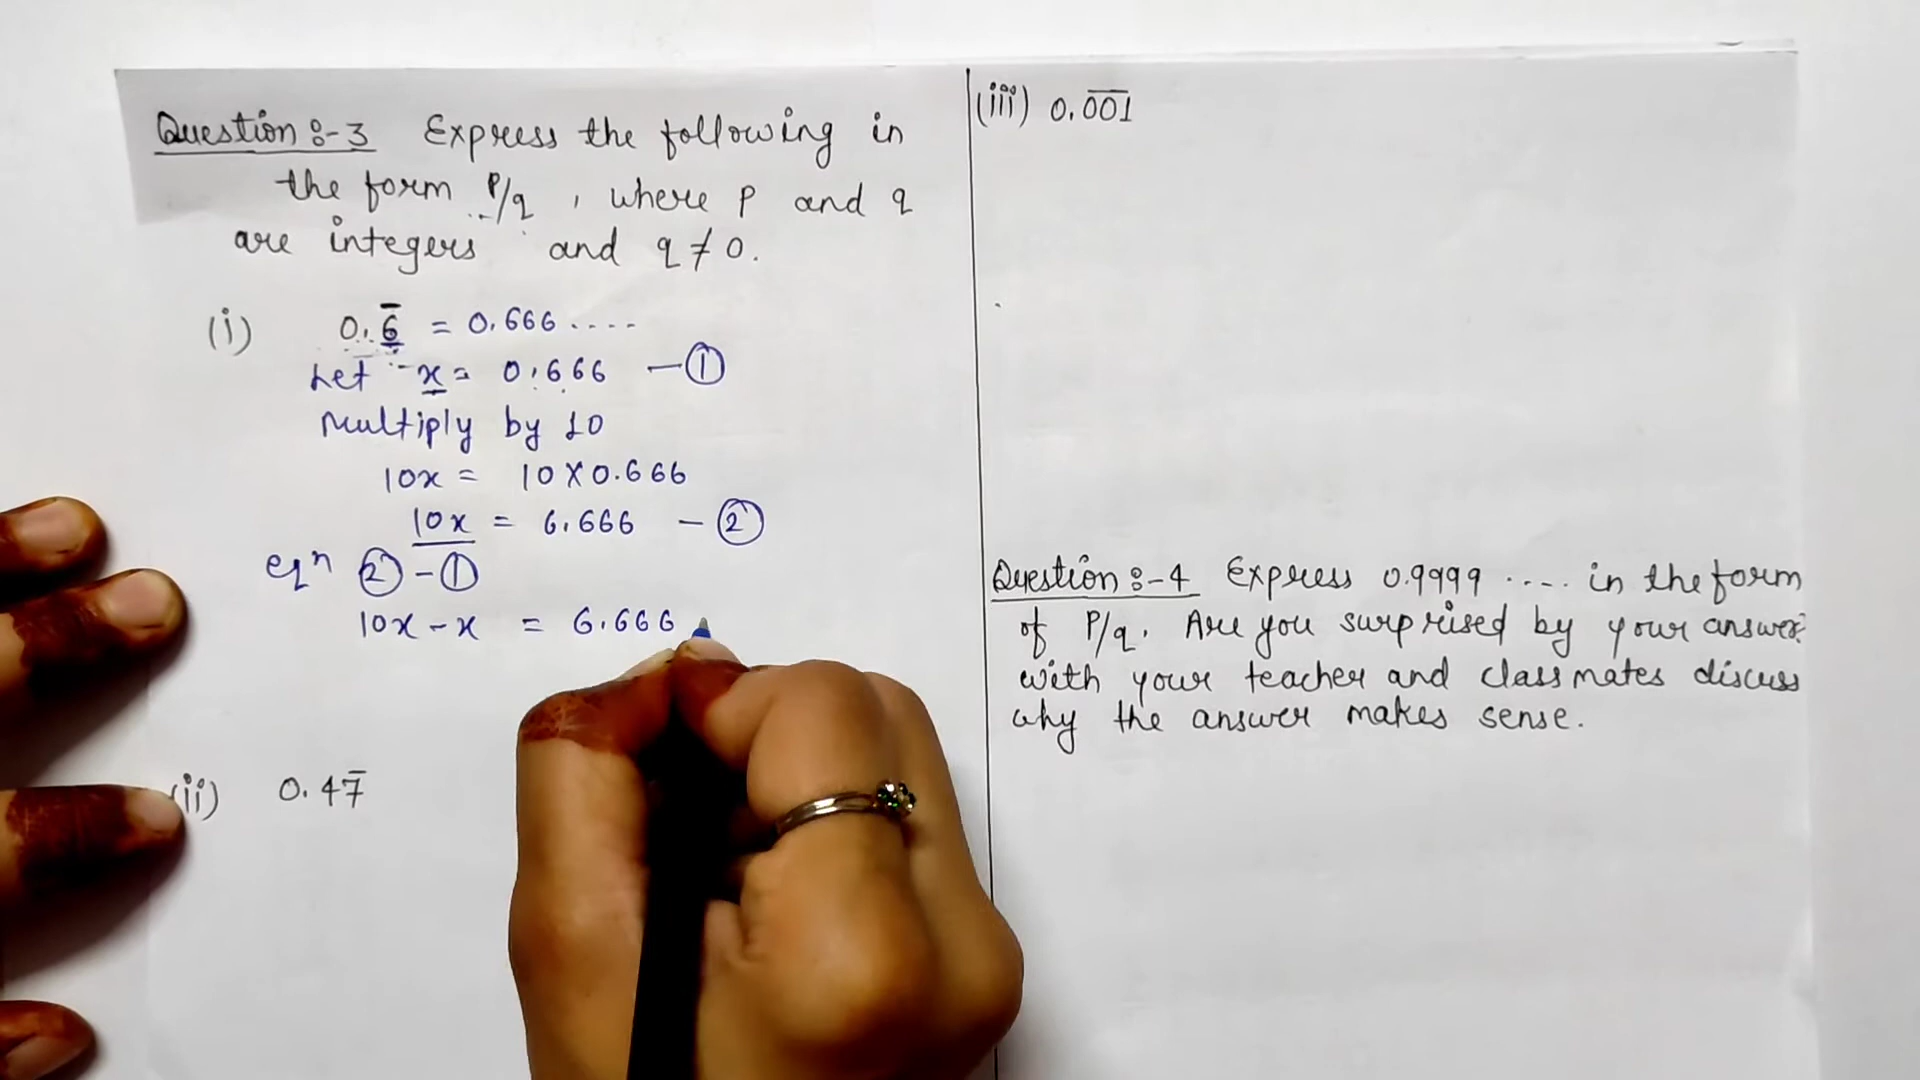 Question :- 3 Express the following in
the form P/q , where p and q
are integers and q ≠ 0.
(i) 0.6̅ = 0.666 ....
Let x = 0.666 — ①
Multiply by 10
10x = 10 X 0.666
10x = 6.666 — ②
eqⁿ ② - ①
10x - x = 6.666
(ii) 0.47̅
(iii) 0.0̅0̅1̅
Question :- 4 Express 0.9999 .... in the form
of P/q. Are you surprised by your answer
with your teacher and classmates discuss
why the answer makes sense.